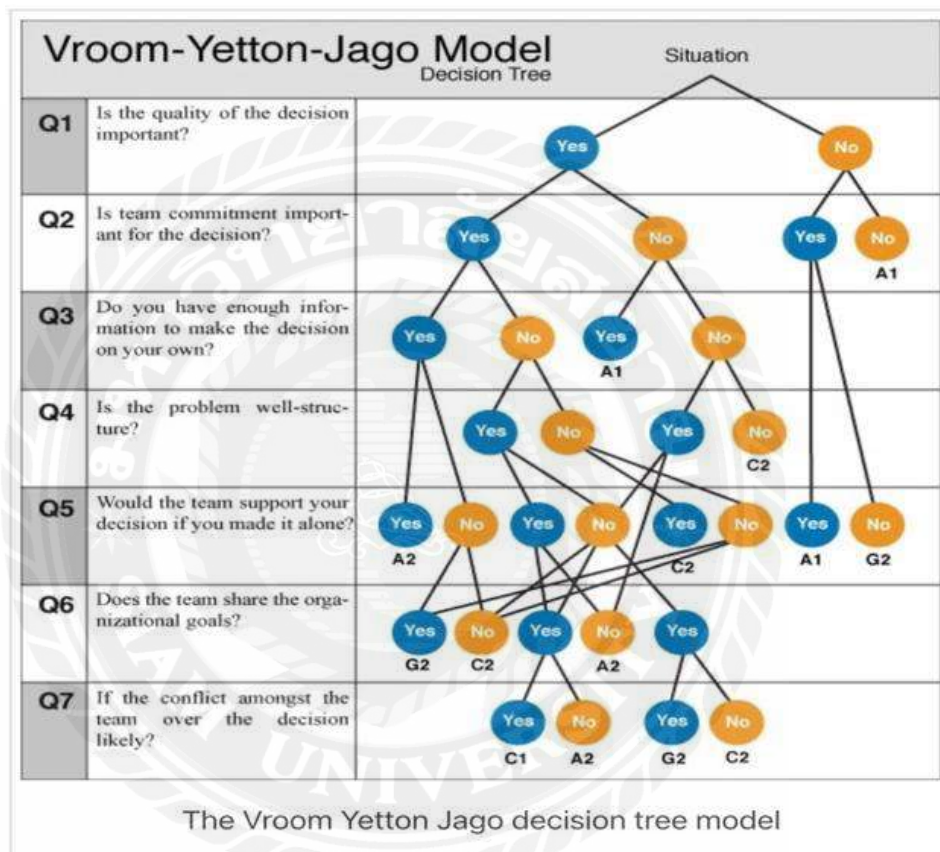 Vroom-Yetton-Jago Model
Decision Tree
Situation
Q1
Is the quality of the decision
important?
Yes
No
Q2
Is team commitment import-
ant for the decision?
Yes
No
Yes
No
A1
Q3
Do you have enough infor-
mation to make the decision
on your own?
Yes
No
Yes
No
A1
Q4
Is the problem well-struc-
ture?
Yes
No
Yes
No
C2
Q5
Would the team support your
decision if you made it alone?
Yes
No
Yes
No
Yes
No
Yes
No
A2
C2
A1
G2
Q6
Does the team share the orga-
nizational goals?
Yes
No
Yes
No
Yes
G2
C2
A2
Q7
If the conflict amongst the
team over the decision
likely?
Yes
No
Yes
No
C1
A2
G2
C2
UNIVER
The Vroom Yetton Jago decision tree model